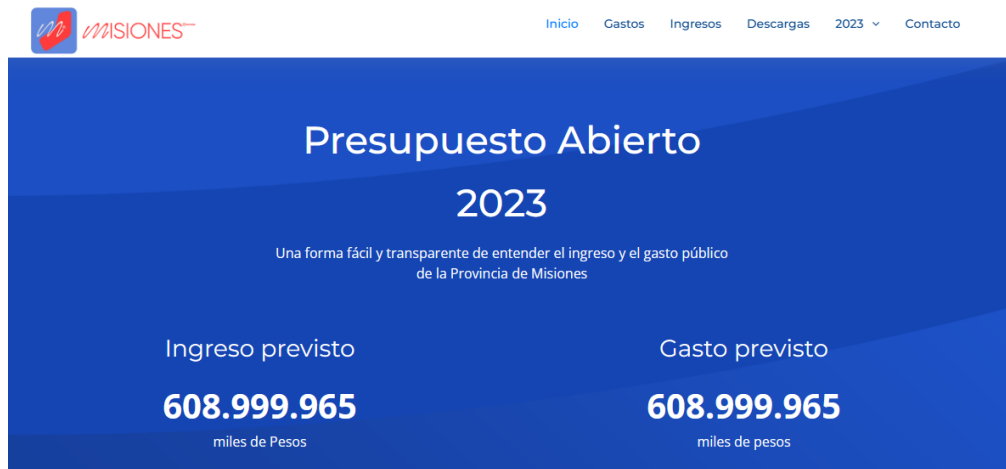 MISIONES
Inicio Gastos Ingresos Descargas 2023 Contacto
Presupuesto Abierto
2023
Una forma fácil y transparente de entender el ingreso y el gasto público
de la Provincia de Misiones
Ingreso previsto Gasto previsto
608.999.965 608.999.965
miles de Pesos miles de pesos